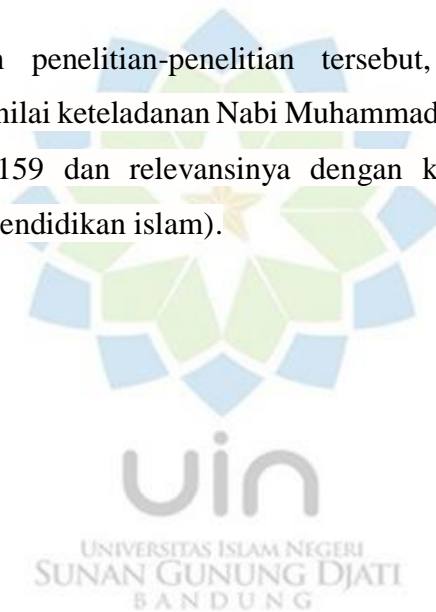 penelitian-penelitian tersebut,
nilai keteladanan Nabi Muhammad
159 dan relevansinya dengan k
endidikan islam).
uin
UNIVERSITAS ISLAM NEGERI
SUNAN GUNUNG DJATI
BANDUNG